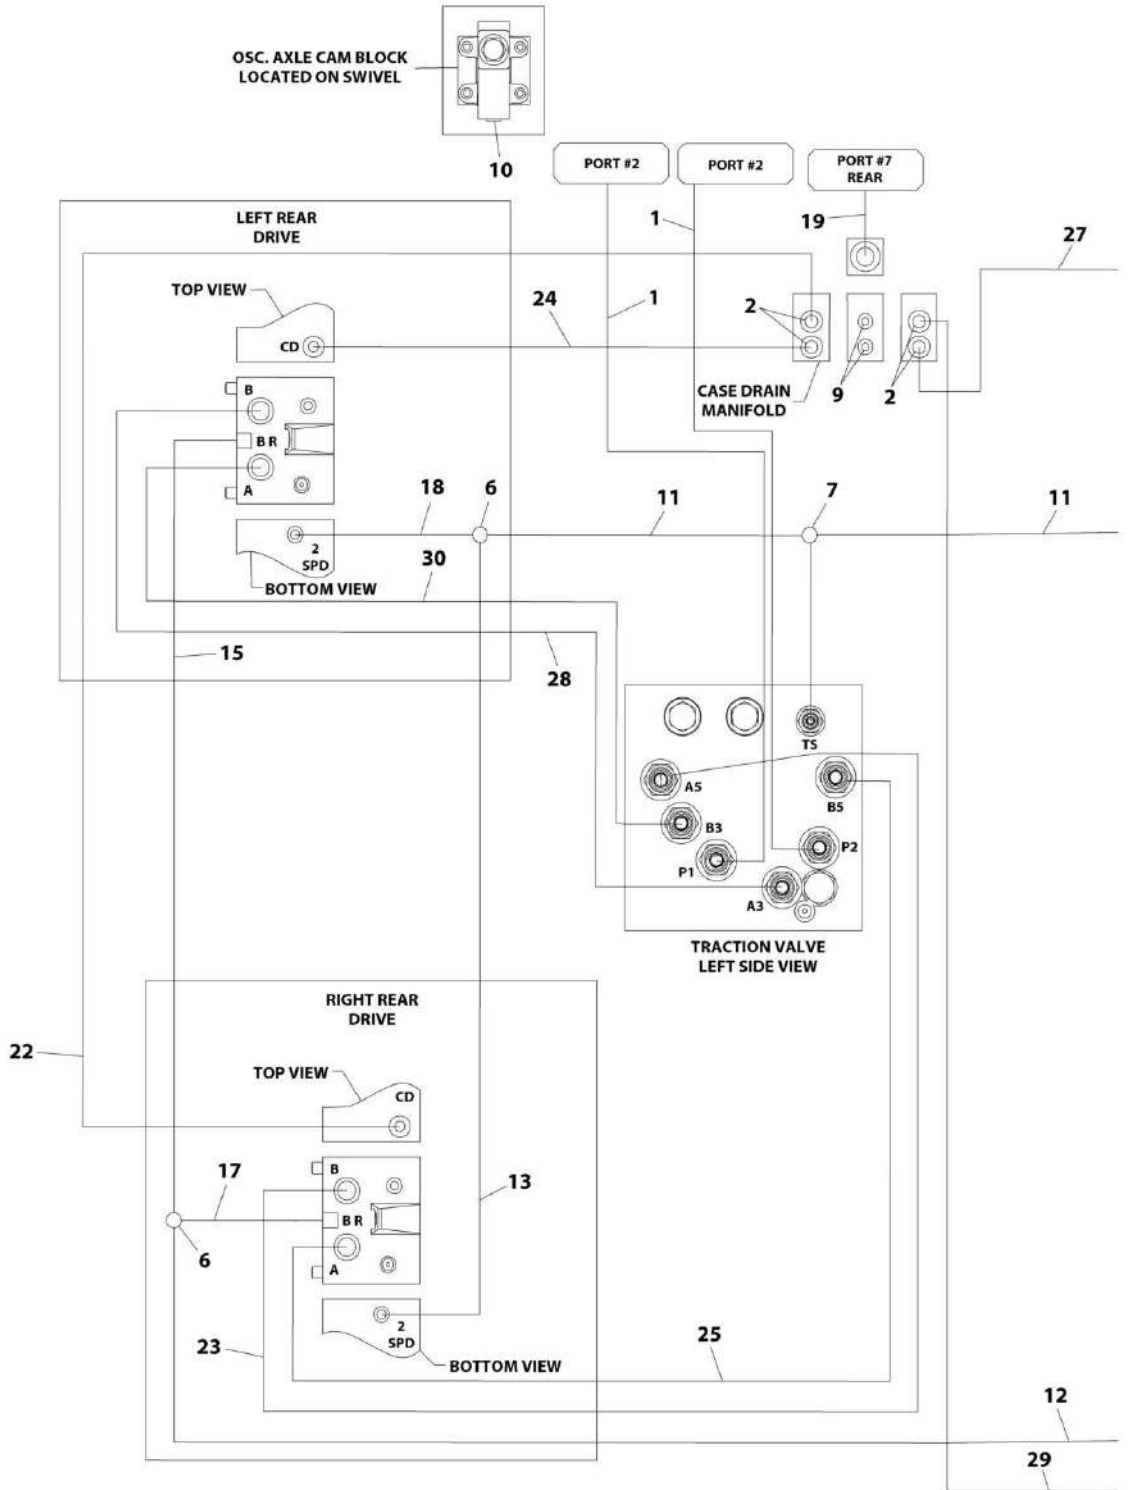 OSC. AXLE CAM BLOCK
LOCATED ON SWIVEL
10
PORT #2
PORT #2
PORT #7
REAR
1
19
27
LEFT REAR
DRIVE
TOP VIEW
24
1
2
CD
CASE DRAIN
MANIFOLD
9
2
B
B R
A
18
6
11
7
11
2
SPD
30
BOTTOM VIEW
15
28
TS
A5
B5
B3
P2
P1
A3
TRACTION VALVE
LEFT SIDE VIEW
RIGHT REAR
DRIVE
22
TOP VIEW
CD
17
B
13
B R
6
A
2
SPD
23
25
BOTTOM VIEW
12
29